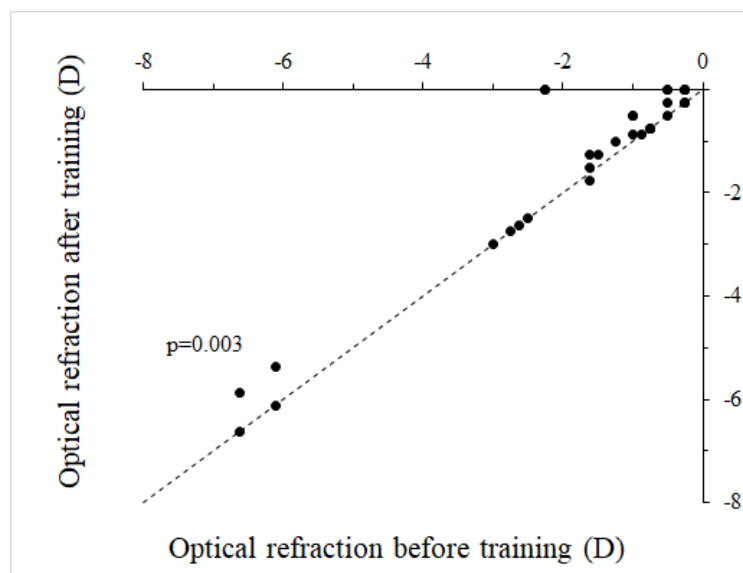 -8 -6 -4 -2 0
Optical refraction after training (D)
-2
-4
p=0.003
-6
-8
Optical refraction before training (D)